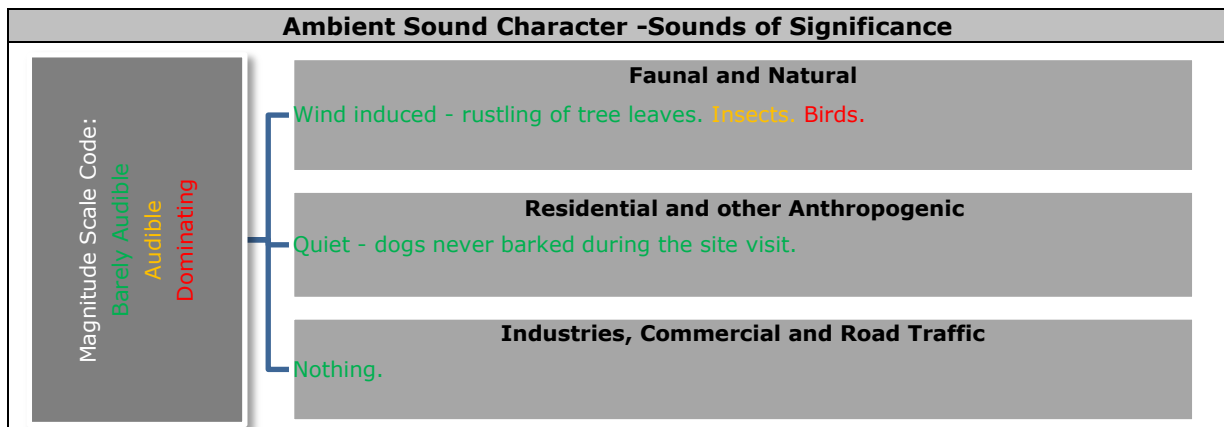 Ambient Sound Character -Sounds of Significance
Magnitude Scale Code:
Barely Audible
Audible
Dominating
Faunal and Natural
Wind induced - rustling of tree leaves. Insects. Birds.
Residential and other Anthropogenic
Quiet - dogs never barked during the site visit.
Industries, Commercial and Road Traffic
Nothing.